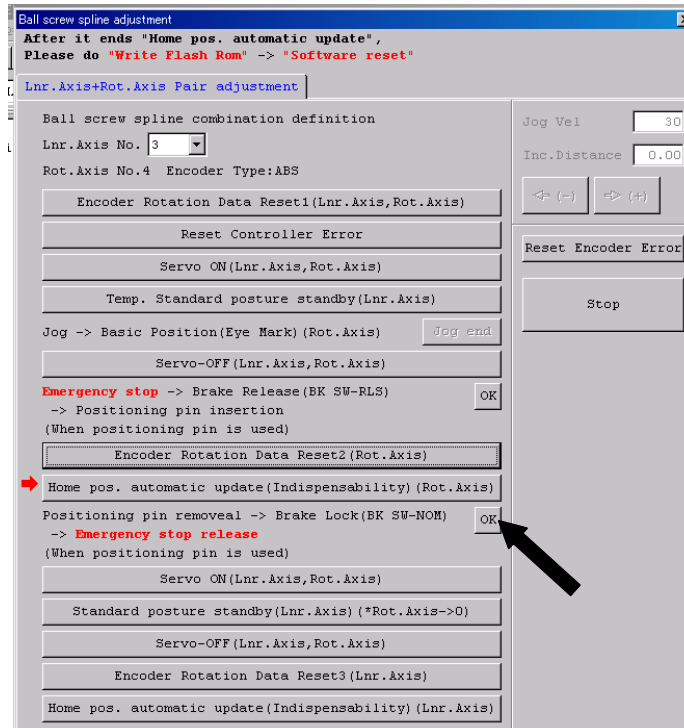 Ball screw spline adjustment
After it ends "Home pos. automatic update",
Please do "Write Flash Rom" -> "Software reset"
Lnr.Axis+Rot.Axis Pair adjustment
Ball screw spline combination definition
Lnr.Axis No. 3
Rot.Axis No.4 Encoder Type:ABS
Encoder Rotation Data Reset1(Lnr.Axis,Rot.Axis)
Reset Controller Error
Servo ON(Lnr.Axis,Rot.Axis)
Temp. Standard posture standby(Lnr.Axis)
Jog -> Basic Position(Eye Mark)(Rot.Axis) Jog end
Servo-OFF(Lnr.Axis,Rot.Axis)
Emergency stop -> Brake Release(BK SW-RLS)
-> Positioning pin insertion
(When positioning pin is used)
OK
Encoder Rotation Data Reset2(Rot.Axis)
Home pos. automatic update(Indispensability)(Rot.Axis)
Positioning pin removeal -> Brake Lock(BK SW-NOM)
-> Emergency stop release
(When positioning pin is used)
OK
Servo ON(Lnr.Axis,Rot.Axis)
Standard posture standby(Lnr.Axis)(*Rot.Axis->0)
Servo-OFF(Lnr.Axis,Rot.Axis)
Encoder Rotation Data Reset3(Lnr.Axis)
Home pos. automatic update(Indispensability)(Lnr.Axis)
Jog Vel 30
Inc.Distance 0.00
(-) (+)
Reset Encoder Error
Stop